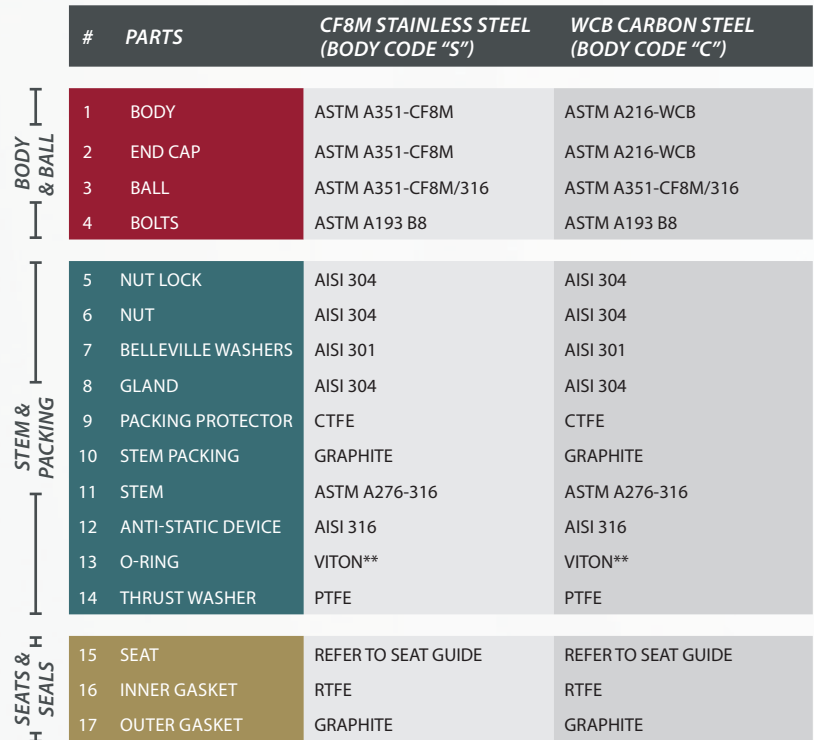 # PARTS CF8M STAINLESS STEEL (BODY CODE “S”) WCB CARBON STEEL (BODY CODE “C”)
BODY & BALL
1 BODY ASTM A351-CF8M ASTM A216-WCB
2 END CAP ASTM A351-CF8M ASTM A216-WCB
3 BALL ASTM A351-CF8M/316 ASTM A351-CF8M/316
4 BOLTS ASTM A193 B8 ASTM A193 B8
STEM & PACKING
5 NUT LOCK AISI 304 AISI 304
6 NUT AISI 304 AISI 304
7 BELLEVILLE WASHERS AISI 301 AISI 301
8 GLAND AISI 304 AISI 304
9 PACKING PROTECTOR CTFE CTFE
10 STEM PACKING GRAPHITE GRAPHITE
11 STEM ASTM A276-316 ASTM A276-316
12 ANTI-STATIC DEVICE AISI 316 AISI 316
13 O-RING VITON** VITON**
14 THRUST WASHER PTFE PTFE
SEATS & SEALS
15 SEAT REFER TO SEAT GUIDE REFER TO SEAT GUIDE
16 INNER GASKET RTFE RTFE
17 OUTER GASKET GRAPHITE GRAPHITE